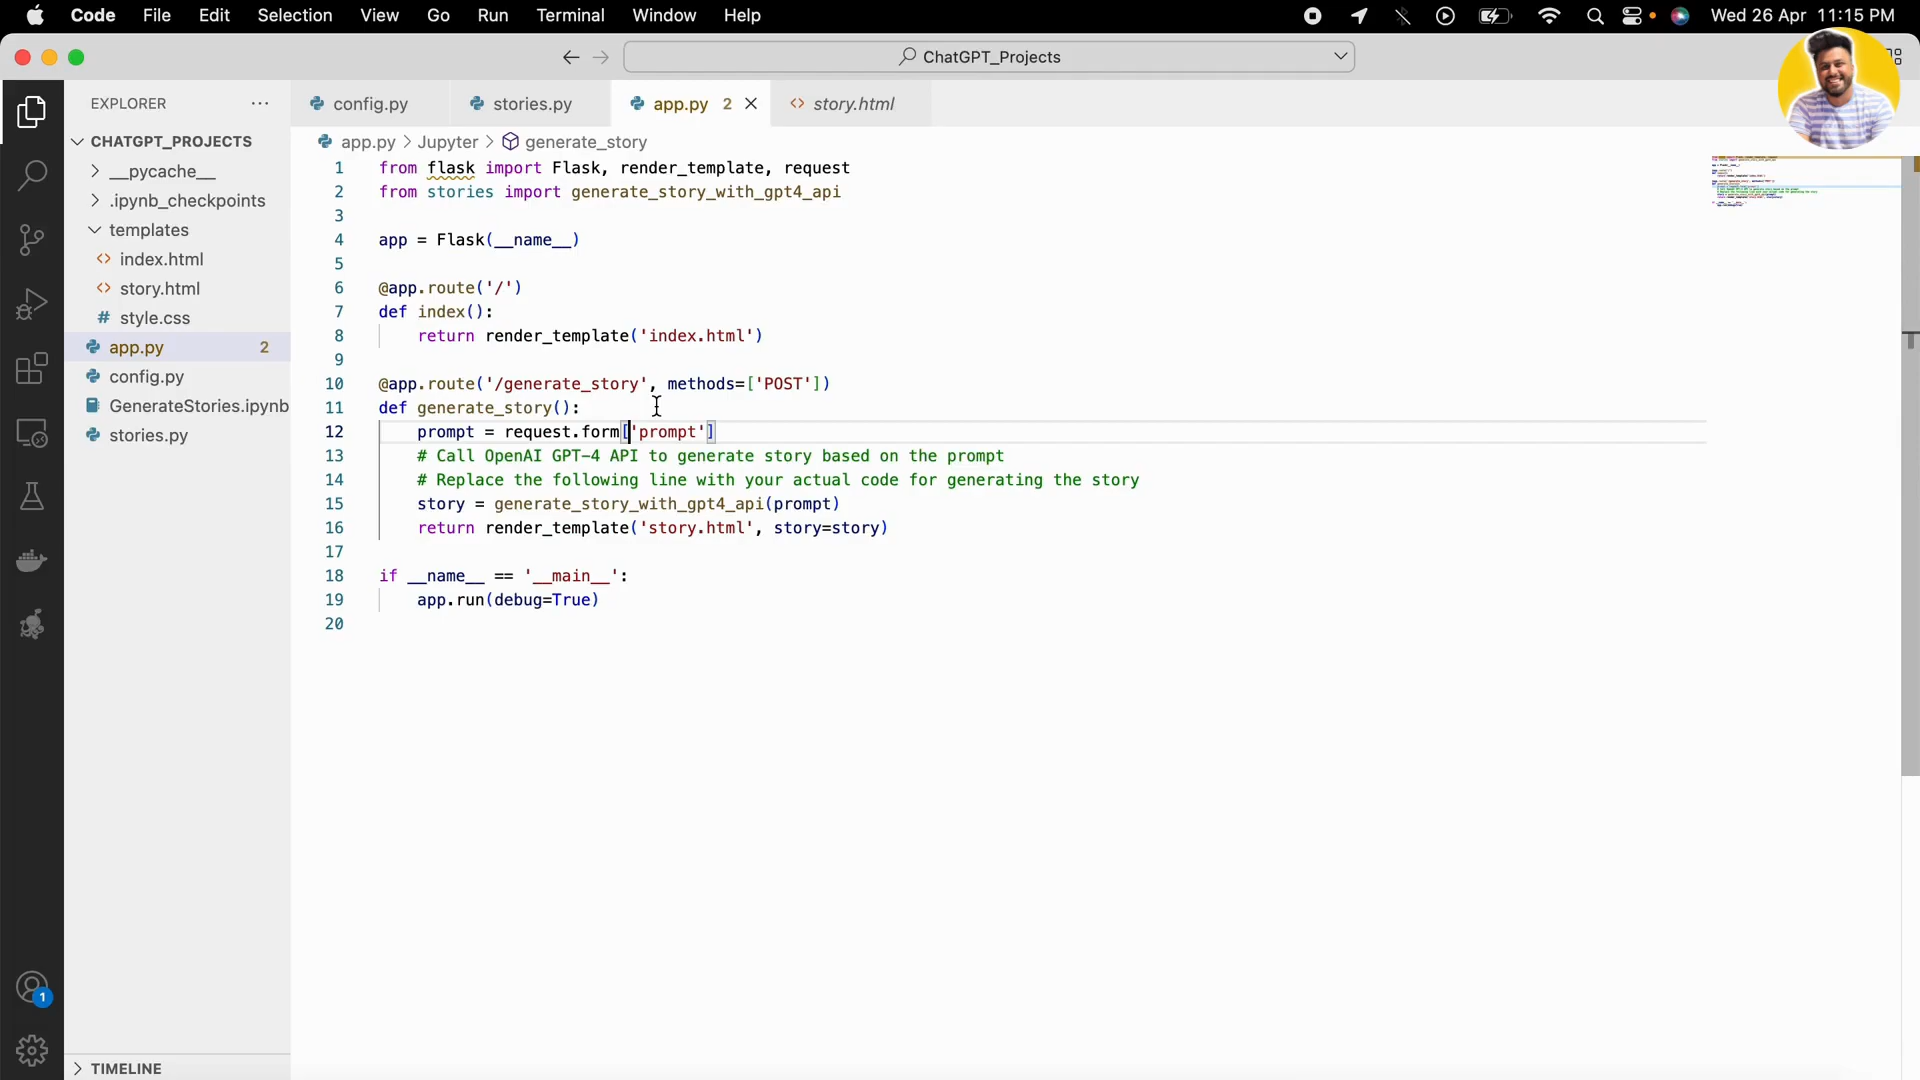 Code File Edit Selection View Go Run Terminal Window Help Wed 26 Apr 11:15 PM
ChatGPT_Projects
EXPLORER
CHATGPT_PROJECTS
__pycache__
.ipynb_checkpoints
templates
index.html
story.html
# style.css
app.py 2
config.py
GenerateStories.ipynb
stories.py
1
TIMELINE
config.py stories.py app.py 2 story.html
app.py > Jupyter > generate_story
1 from flask import Flask, render_template, request
2 from stories import generate_story_with_gpt4_api
3
4 app = Flask(__name__)
5
6 @app.route('/')
7 def index():
8 return render_template('index.html')
9
10 @app.route('/generate_story', methods=['POST'])
11 def generate_story():
12 prompt = request.form['prompt']
13 # Call OpenAI GPT-4 API to generate story based on the prompt
14 # Replace the following line with your actual code for generating the story
15 story = generate_story_with_gpt4_api(prompt)
16 return render_template('story.html', story=story)
17
18 if __name__ == '__main__':
19 app.run(debug=True)
20